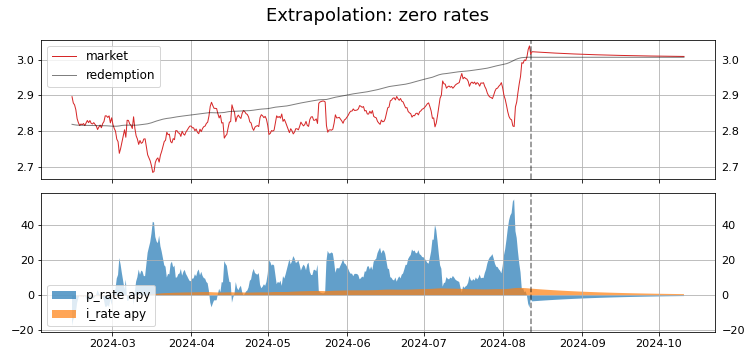 Extrapolation: zero rates
market
redemption
3.0
2.9
2.8
2.7
3.0
2.9
2.8
2.7
p_rate apy
i_rate apy
40
20
0
−20
40
20
0
−20
2024-03 2024-04 2024-05 2024-06 2024-07 2024-08 2024-09 2024-10